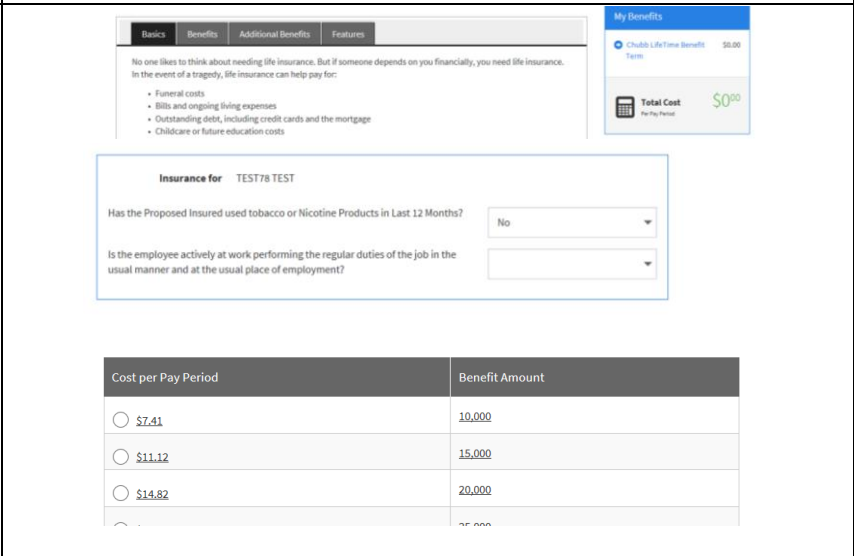 Basics Benefits Additional Benefits Features
No one likes to think about needing life insurance. But if someone depends on you financially, you need life insurance.
In the event of a tragedy, life insurance can help pay for:
• Funeral costs
• Bills and ongoing living expenses
• Outstanding debt, including credit cards and the mortgage
• Childcare or future education costs
My Benefits
Chubb LifeTime Benefit $0.00
Term
Total Cost $0.00
Per Pay Period
Insurance for TEST78 TEST
Has the Proposed Insured used tobacco or Nicotine Products in Last 12 Months? No
Is the employee actively at work performing the regular duties of the job in the
usual manner and at the usual place of employment?
Cost per Pay Period Benefit Amount
$7.41 10,000
$11.12 15,000
$14.82 20,000